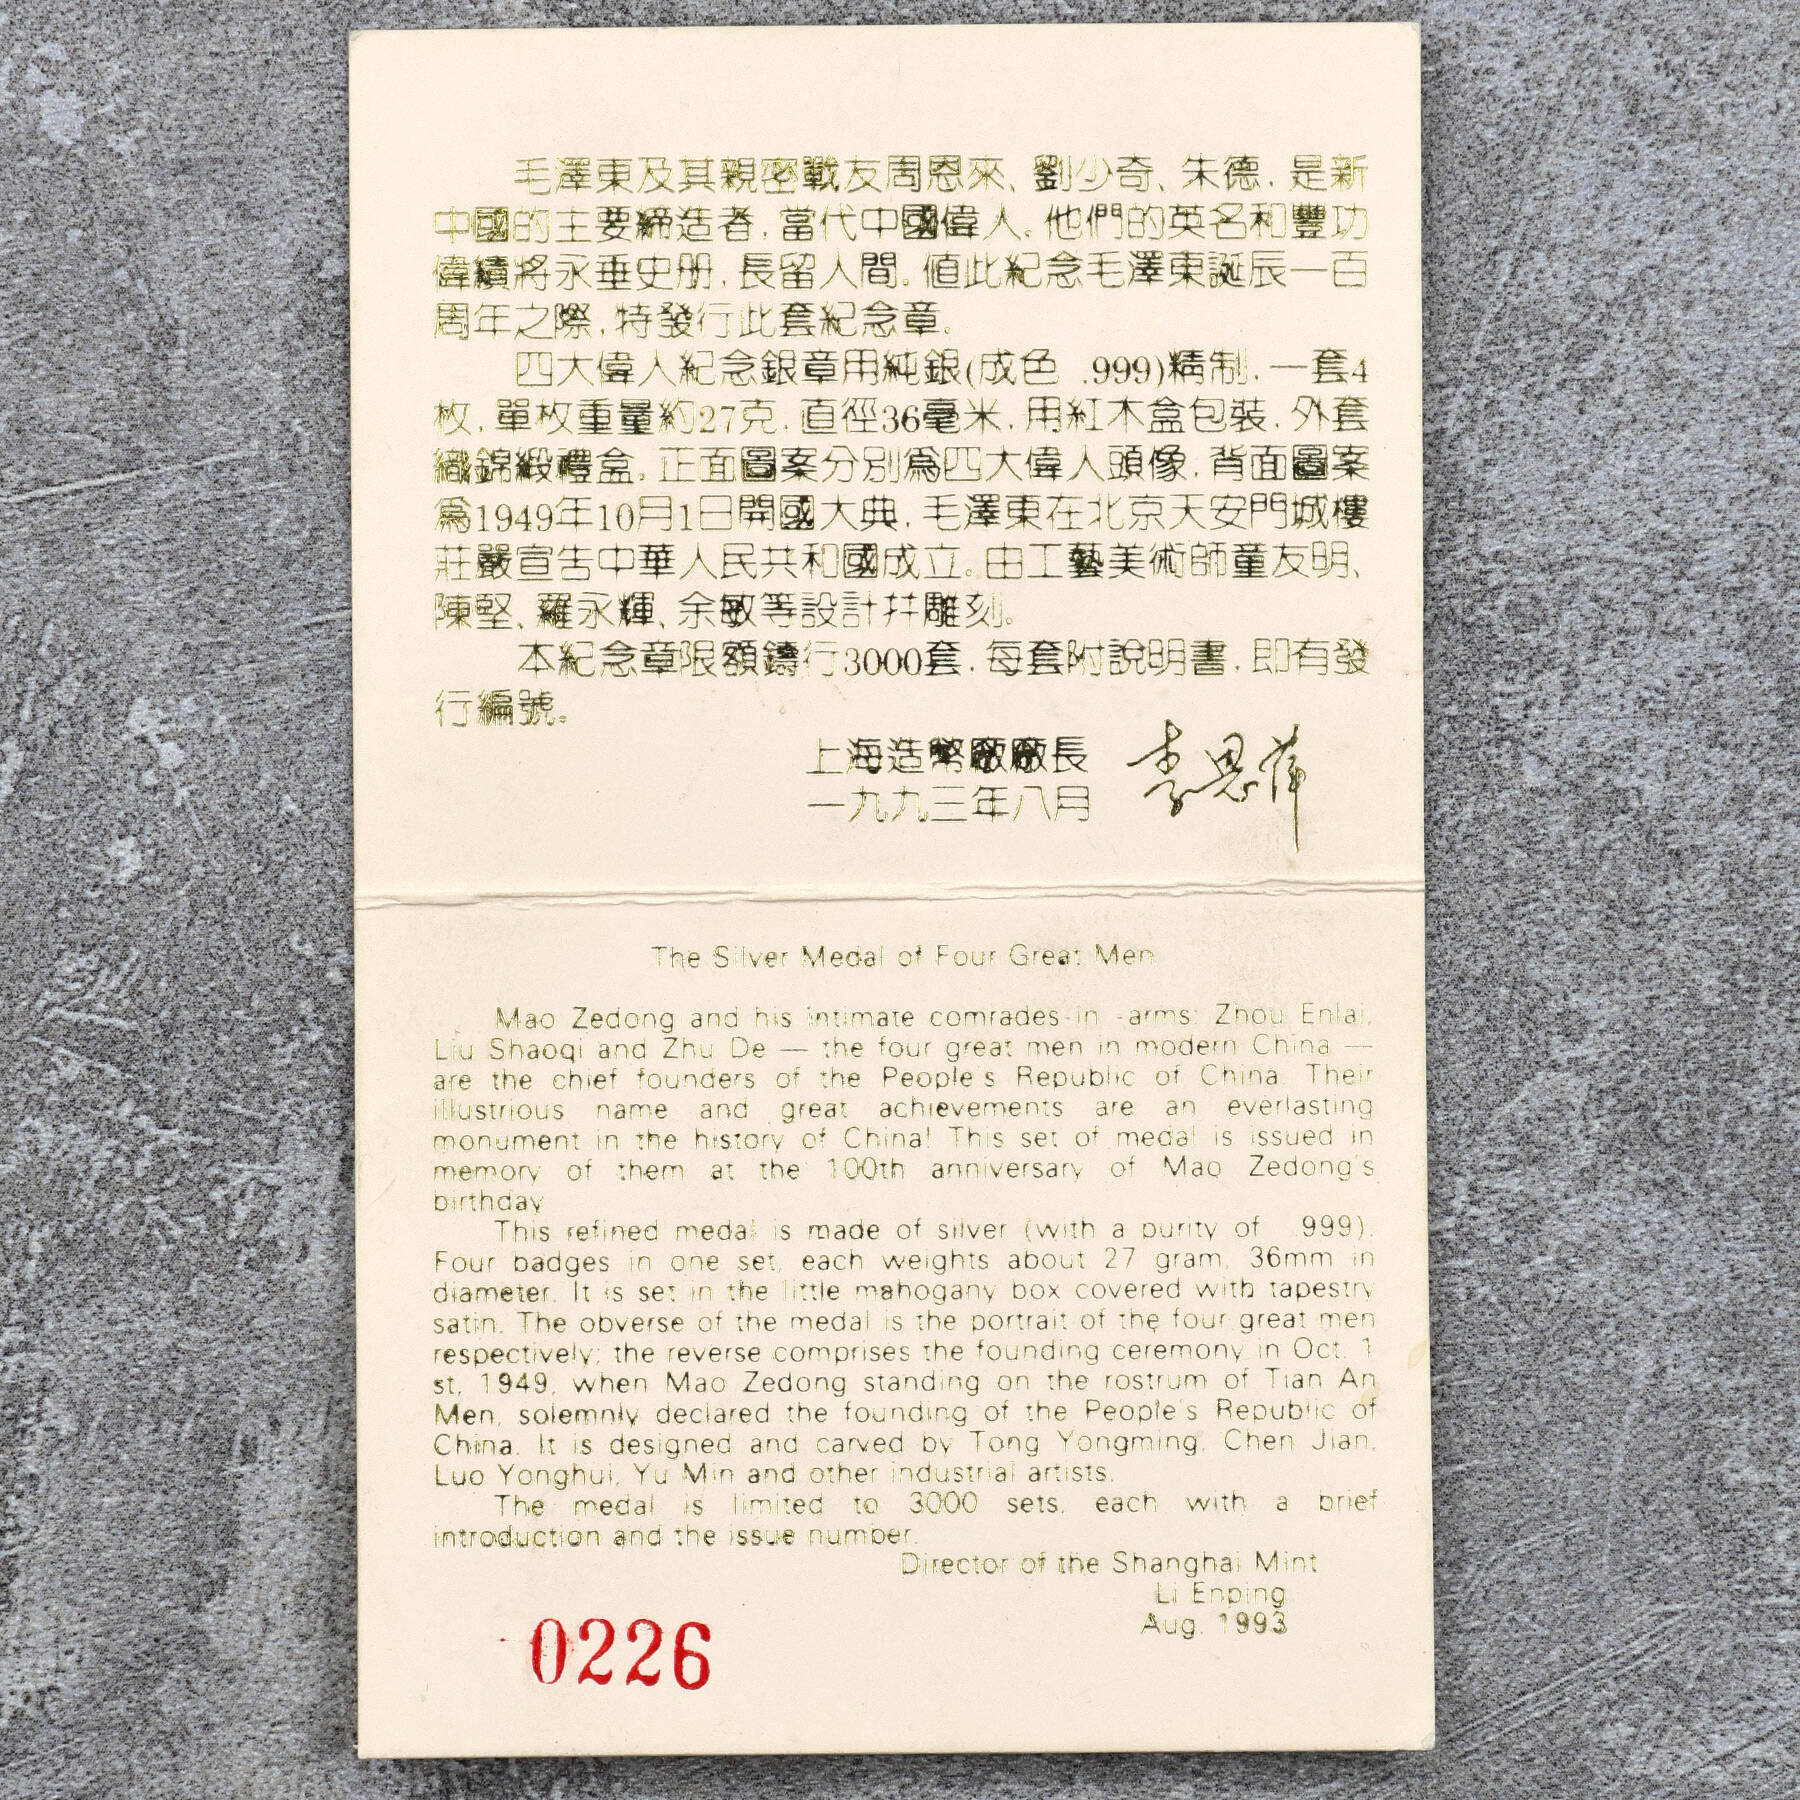 毛澤東及其親密戰友周恩來、劉少奇、朱德，是新
中國的主要締造者，當代中國偉人。他們的英名和豐功
偉績將永垂史册，長留人間。值此紀念毛澤東誕辰一百
周年之際，特發行此套紀念章。
四大偉人紀念銀章用純銀(成色 .999)精制，一套4
枚，單枚重量約27克，直徑36毫米，用紅木盒包裝，外套
織錦緞禮盒。正面圖案分別爲四大偉人頭像，背面圖案
爲1949年10月1日開國大典，毛澤東在北京天安門城樓
莊嚴宣告中華人民共和國成立。由工藝美術師童友明、
陳堅、羅永輝、余敏等設計幷雕刻。
本紀念章限額鑄行3000套，每套附說明書，即有發
行編號。
上海造幣廠廠長 李恩萍
一九九三年八月
The Silver Medal of Four Great Men
Mao Zedong and his intimate comrades-in -arms: Zhou Enlai,
Liu Shaoqi and Zhu De — the four great men in modern China —
are the chief founders of the People's Republic of China. Their
illustrious name and great achievements are an everlasting
monument in the history of China! This set of medal is issued in
memory of them at the 100th anniversary of Mao Zedong's
birthday
This refined medal is made of silver (with a purity of .999).
Four badges in one set, each weights about 27 gram, 36mm in
diameter. It is set in the little mahogany box covered with tapestry
satin. The obverse of the medal is the portrait of the four great men
respectively; the reverse comprises the founding ceremony in Oct. 1
st, 1949, when Mao Zedong standing on the rostrum of Tian An
Men, solemnly declared the founding of the People's Republic of
China. It is designed and carved by Tong Yongming, Chen Jian,
Luo Yonghui, Yu Min and other industrial artists.
The medal is limited to 3000 sets, each with a brief
introduction and the issue number.
Director of the Shanghai Mint
Li Enping
Aug. 1993
0226